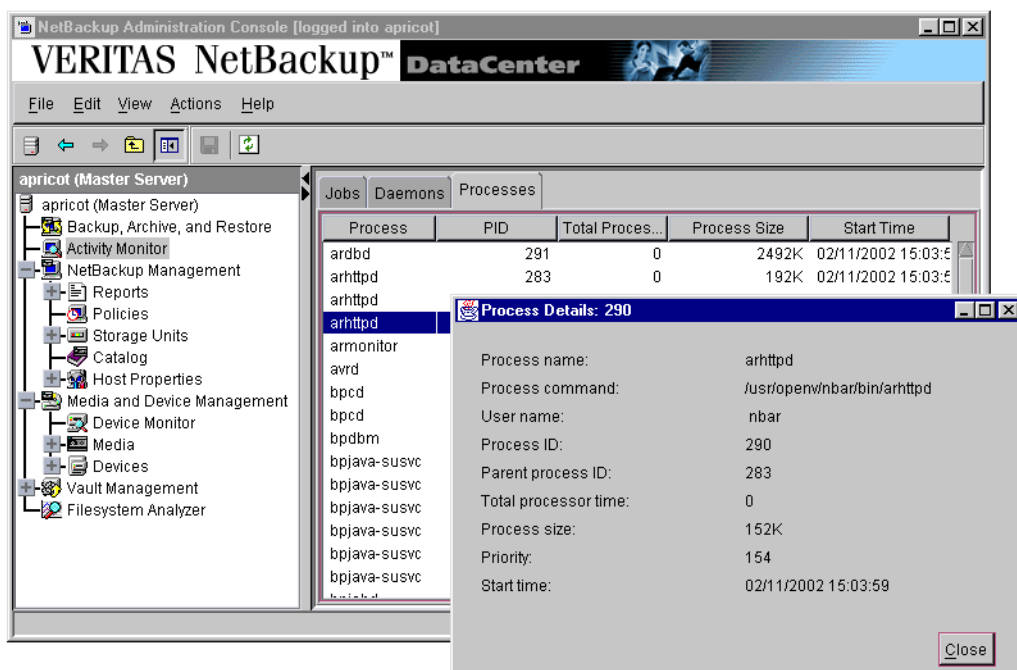 NetBackup Administration Console [logged into apricot]
VERITAS NetBackup™ DataCenter
File Edit View Actions Help
apricot (Master Server)
apricot (Master Server)
Backup, Archive, and Restore
Activity Monitor
NetBackup Management
Reports
Policies
Storage Units
Catalog
Host Properties
Media and Device Management
Device Monitor
Media
Devices
Vault Management
Filesystem Analyzer
Jobs Daemons Processes
Process PID Total Proces... Process Size Start Time
ardbd 291 0 2492K 02/11/2002 15:03:5
arhttpd 283 0 192K 02/11/2002 15:03:5
arhttpd
arhttpd
armonitor
avrd
bpcd
bpcd
bpdbm
bpjava-susvc
bpjava-susvc
bpjava-susvc
bpjava-susvc
bpjava-susvc
bpjava-susvc
Process Details: 290
Process name: arhttpd
Process command: /usr/openv/nbar/bin/arhttpd
User name: nbar
Process ID: 290
Parent process ID: 283
Total processor time: 0
Process size: 152K
Priority: 154
Start time: 02/11/2002 15:03:59
Close